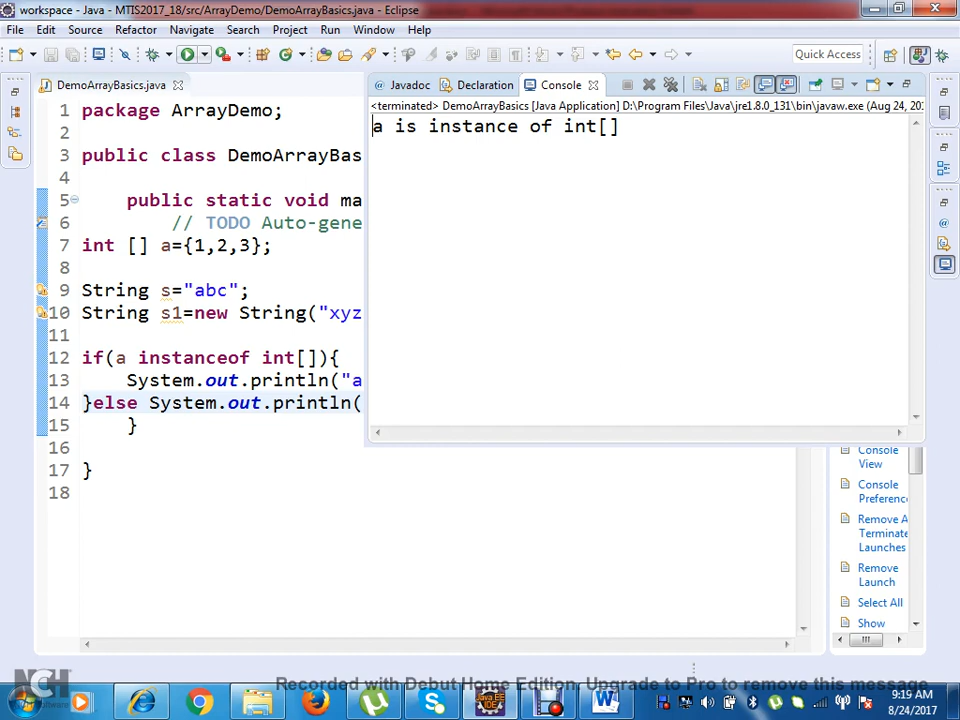 workspace - Java - MTIS2017_18/src/ArrayDemo/DemoArrayBasics.java - Eclipse
File Edit Source Refactor Navigate Search Project Run Window Help
Quick Access
DemoArrayBasics.java
Javadoc Declaration Console
<terminated> DemoArrayBasics [Java Application] D:\Program Files\Java\jre1.8.0_131\bin\javaw.exe (Aug 24, 20
a is instance of int[]
1 package ArrayDemo;
2
3 public class DemoArrayBas
4
5 public static void ma
6 // TODO Auto-gene
7 int [] a={1,2,3};
8
9 String s="abc";
10 String s1=new String("xyz
11
12 if(a instanceof int[]){
13 System.out.println("a
14 }else System.out.println(
15 }
16
17 }
18
Console
View
Console
Preference
Remove A
Terminate
Launches
Remove
Launch
Select All
Show
NCH
Software
Recorded with Debut Home Edition. Upgrade to Pro to remove this message
9:19 AM
8/24/2017